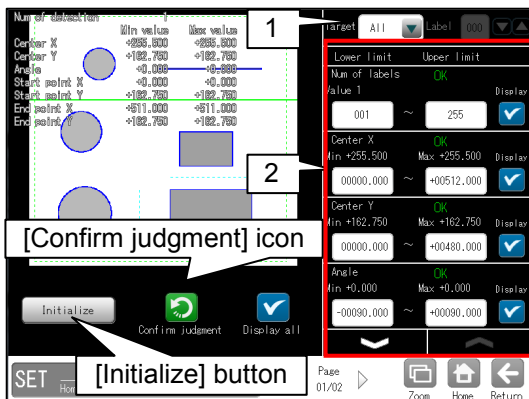 Num of detection 1
Min value Max value
Center X +255.500 +255.500
Center Y +162.750 +162.750
Angle +0.000 +0.000
Start point X +0.000 +0.000
Start point Y +162.750 +162.750
End point X +511.000 +511.000
End point Y +162.750 +162.750
[Confirm judgment] icon
Initialize
Confirm judgment
Display all
[Initialize] button
SET
Page
01/02
Zoom
Home
Return
1
Target All Label 000
2
Lower limit Upper limit
Num of labels OK
Value 1 Display
001 ~ 255
Center X OK
Min +255.500 Max +255.500 Display
00000.000 ~ +00512.000
Center Y OK
Min +162.750 Max +162.750 Display
00000.000 ~ +00480.000
Angle OK
Min +0.000 Max +0.000 Display
-00090.000 ~ +00090.000